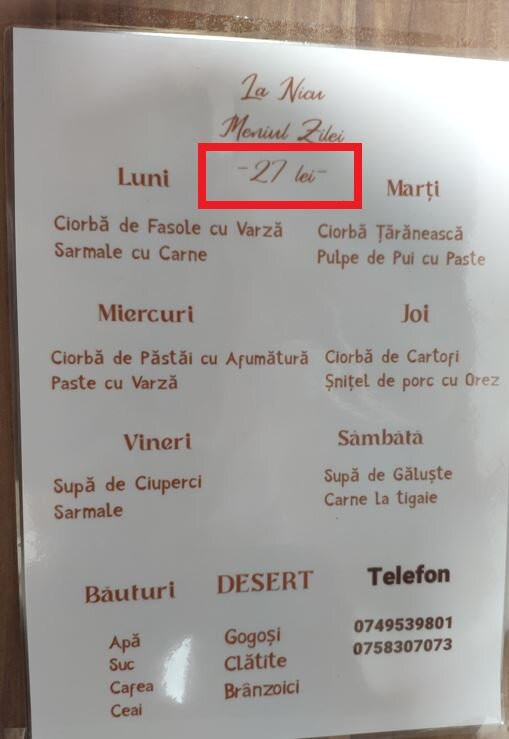 La Nicu
Meniul Zilei
-27 lei-
Luni
Ciorbă de Fasole cu Varză
Sarmale cu Carne
Marți
Ciorbă Țărănească
Pulpe de Pui cu Paste
Miercuri
Ciorbă de Păstăi cu Afumătură
Paste cu Varză
Joi
Ciorbă de Cartofi
Șnițel de porc cu Orez
Vineri
Supă de Ciuperci
Sarmale
Sâmbătă
Supă de Găluște
Carne la tigaie
Băuturi
Apă
Suc
Cafea
Ceai
DESERT
Gogoși
Clătite
Brânzoici
Telefon
0749539801
0758307073